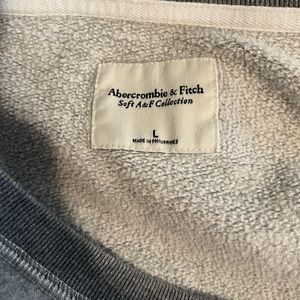 Abercrombie & Fitch
Soft A&F Collection
L
MADE IN PHILIPPINES